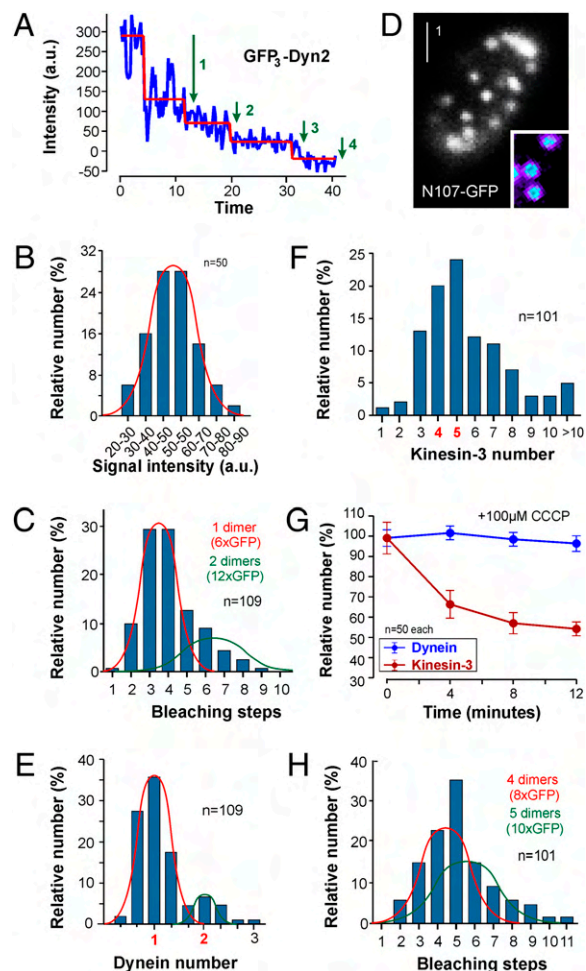 A
GFP3-Dyn2
Intensity (a.u.)
300
250
200
150
100
50
0
-50
1
2
3
4
0 10 20 30 40
Time
D
1
N107-GFP
B
n=50
Relative number (%)
32
24
16
8
0
20-30 30-40 40-50 50-50 60-70 70-80 80-90
Signal intensity (a.u.)
F
n=101
Relative number (%)
25
20
15
10
5
0
1 2 3 4 5 6 7 8 9 10 >10
Kinesin-3 number
C
1 dimer
(6xGFP)
2 dimers
(12xGFP)
n=109
Relative number (%)
30
20
10
0
1 2 3 4 5 6 7 8 9 10
Bleaching steps
G
+100µM CCCP
Relative number (%)
110
100
90
80
70
60
50
40
30
n=50 each
Dynein
Kinesin-3
0 4 8 12
Time (minutes)
E
n=109
Relative number (%)
40
35
30
25
20
15
10
5
0
1 2 3
Dynein number
H
4 dimers
(8xGFP)
5 dimers
(10xGFP)
n=101
Relative number (%)
40
30
20
10
0
1 2 3 4 5 6 7 8 9 10 11
Bleaching steps